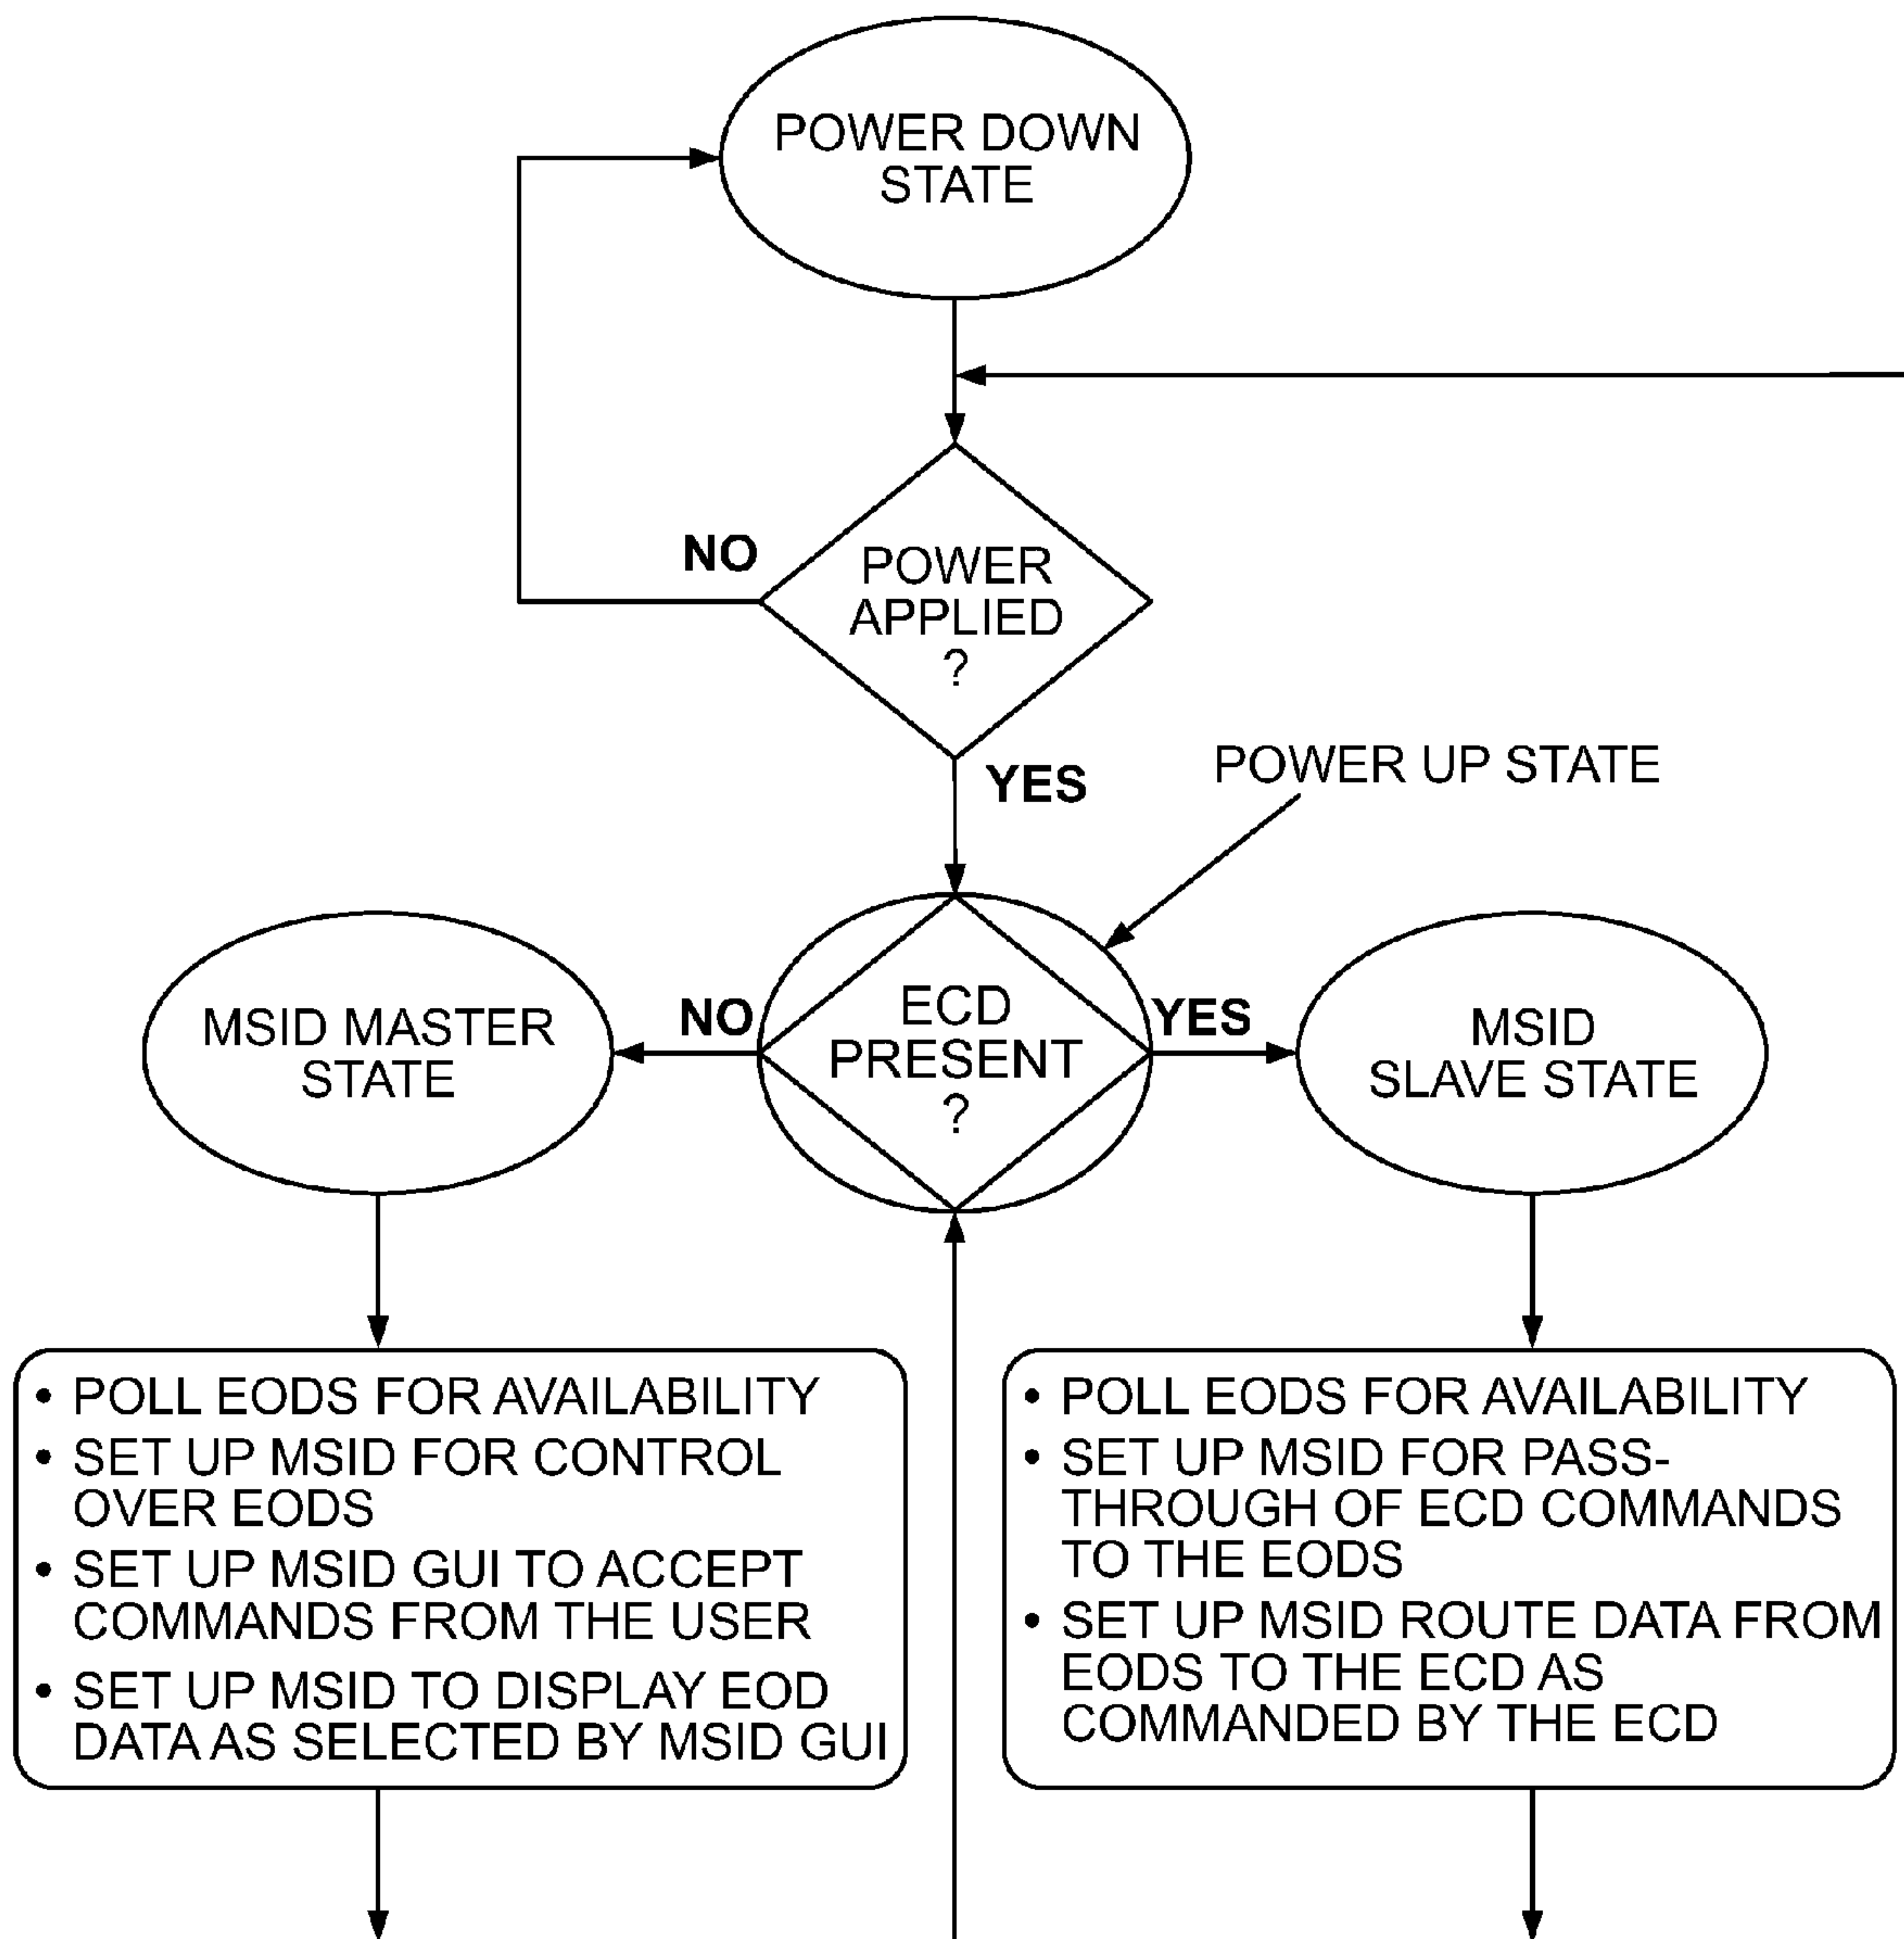 POWER DOWN
STATE
NO
POWER
APPLIED
?
YES
POWER UP STATE
MSID MASTER
STATE
NO
ECD
PRESENT
?
YES
MSID
SLAVE STATE
• POLL EODS FOR AVAILABILITY
• SET UP MSID FOR CONTROL
OVER EODS
• SET UP MSID GUI TO ACCEPT
COMMANDS FROM THE USER
• SET UP MSID TO DISPLAY EOD
DATA AS SELECTED BY MSID GUI
• POLL EODS FOR AVAILABILITY
• SET UP MSID FOR PASS-
THROUGH OF ECD COMMANDS
TO THE EODS
• SET UP MSID ROUTE DATA FROM
EODS TO THE ECD AS
COMMANDED BY THE ECD